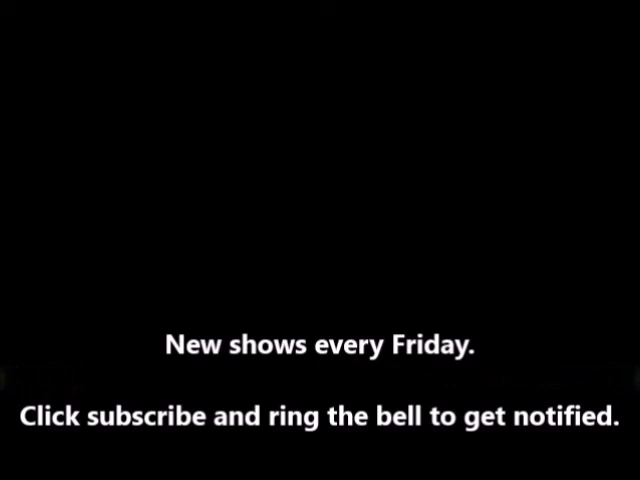 New shows every Friday.
Click subscribe and ring the bell to get notified.